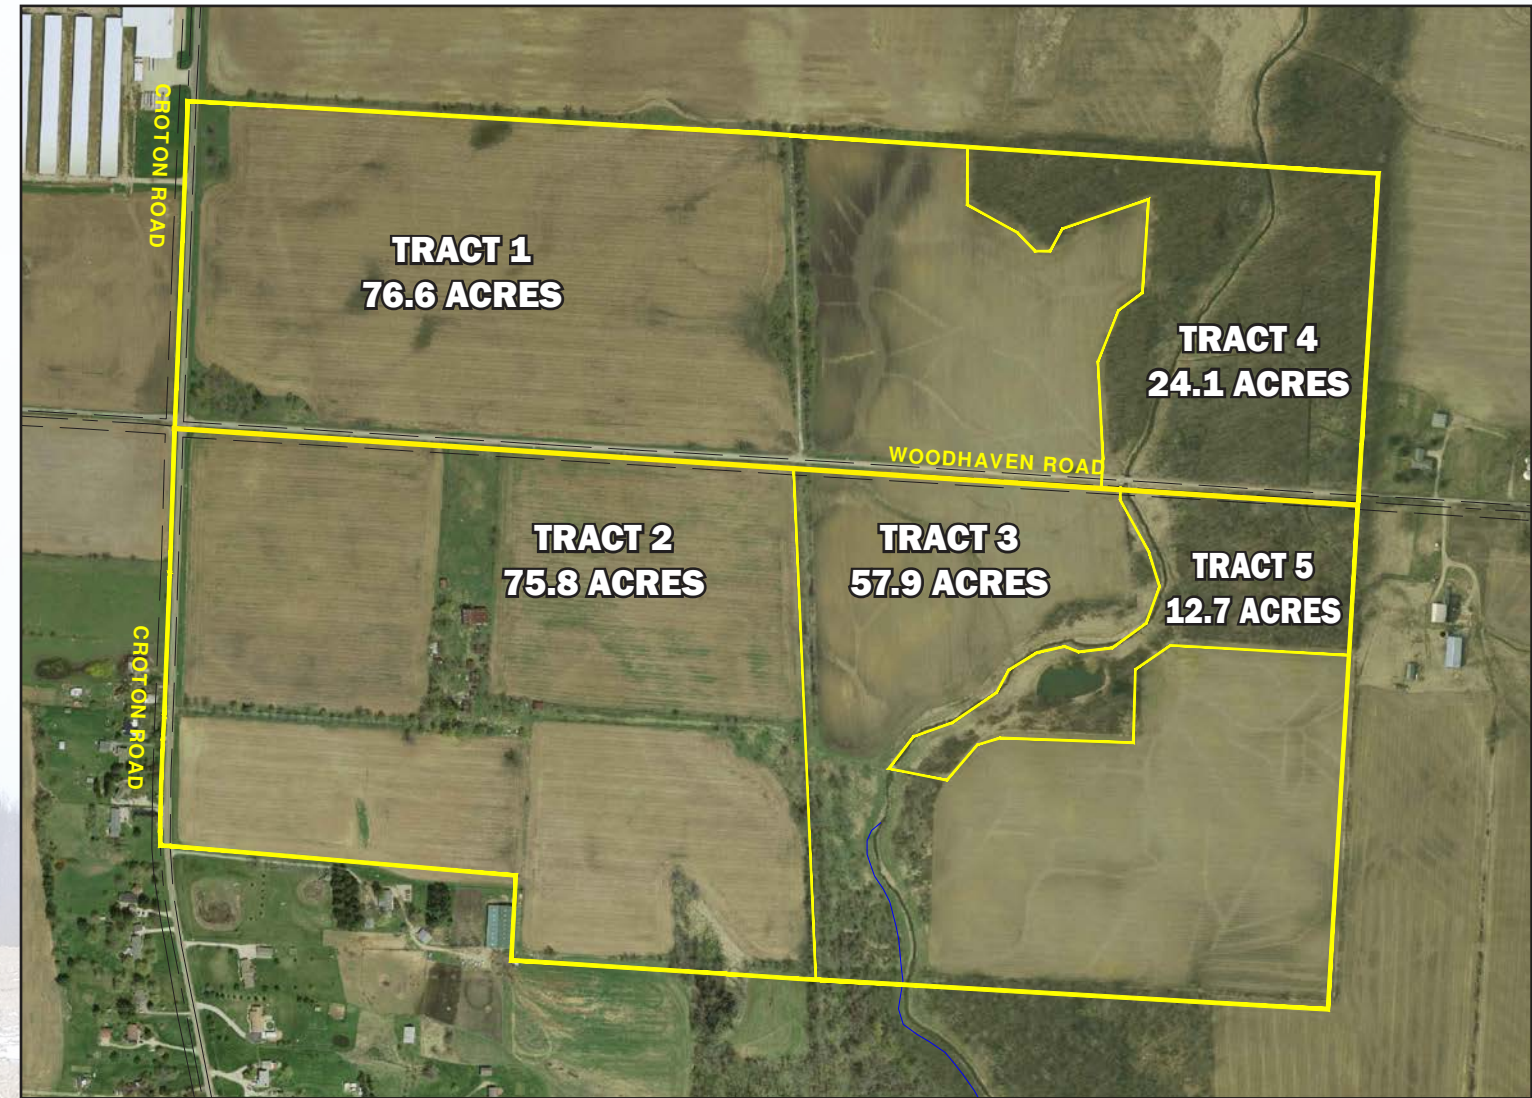 CROTON ROAD
TRACT 1
76.6 ACRES
TRACT 4
24.1 ACRES
WOODHAVEN ROAD
TRACT 2
75.8 ACRES
TRACT 3
57.9 ACRES
TRACT 5
12.7 ACRES
CROTON ROAD